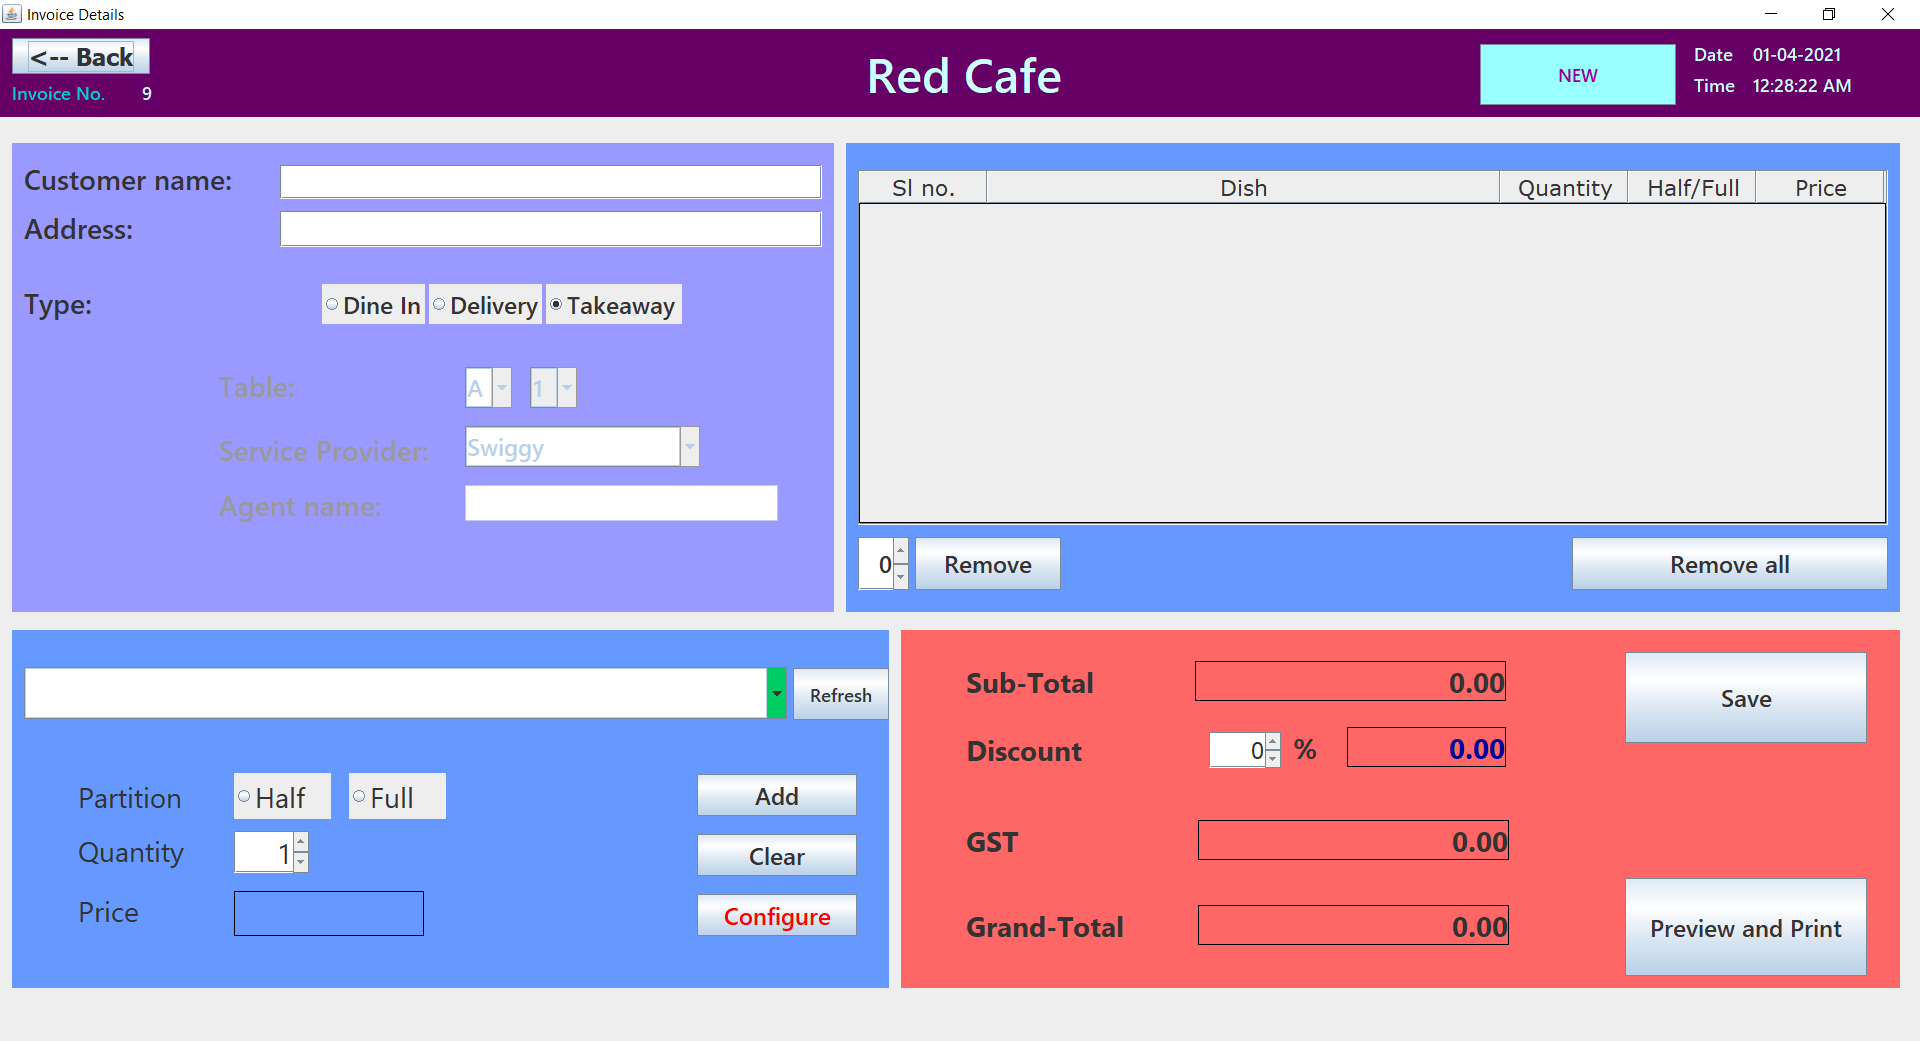 Invoice Details
<-- Back
Invoice No. 9
Red Cafe
NEW
Date 01-04-2021
Time 12:28:22 AM
Customer name:
Address:
Type: Dine In Delivery Takeaway
Table: A 1
Service Provider: Swiggy
Agent name:
Sl no. Dish Quantity Half/Full Price
0 Remove Remove all
Refresh
Partition Half Full
Quantity 1
Price
Add
Clear
Configure
Sub-Total 0.00
Discount 0 % 0.00
GST 0.00
Grand-Total 0.00
Save
Preview and Print